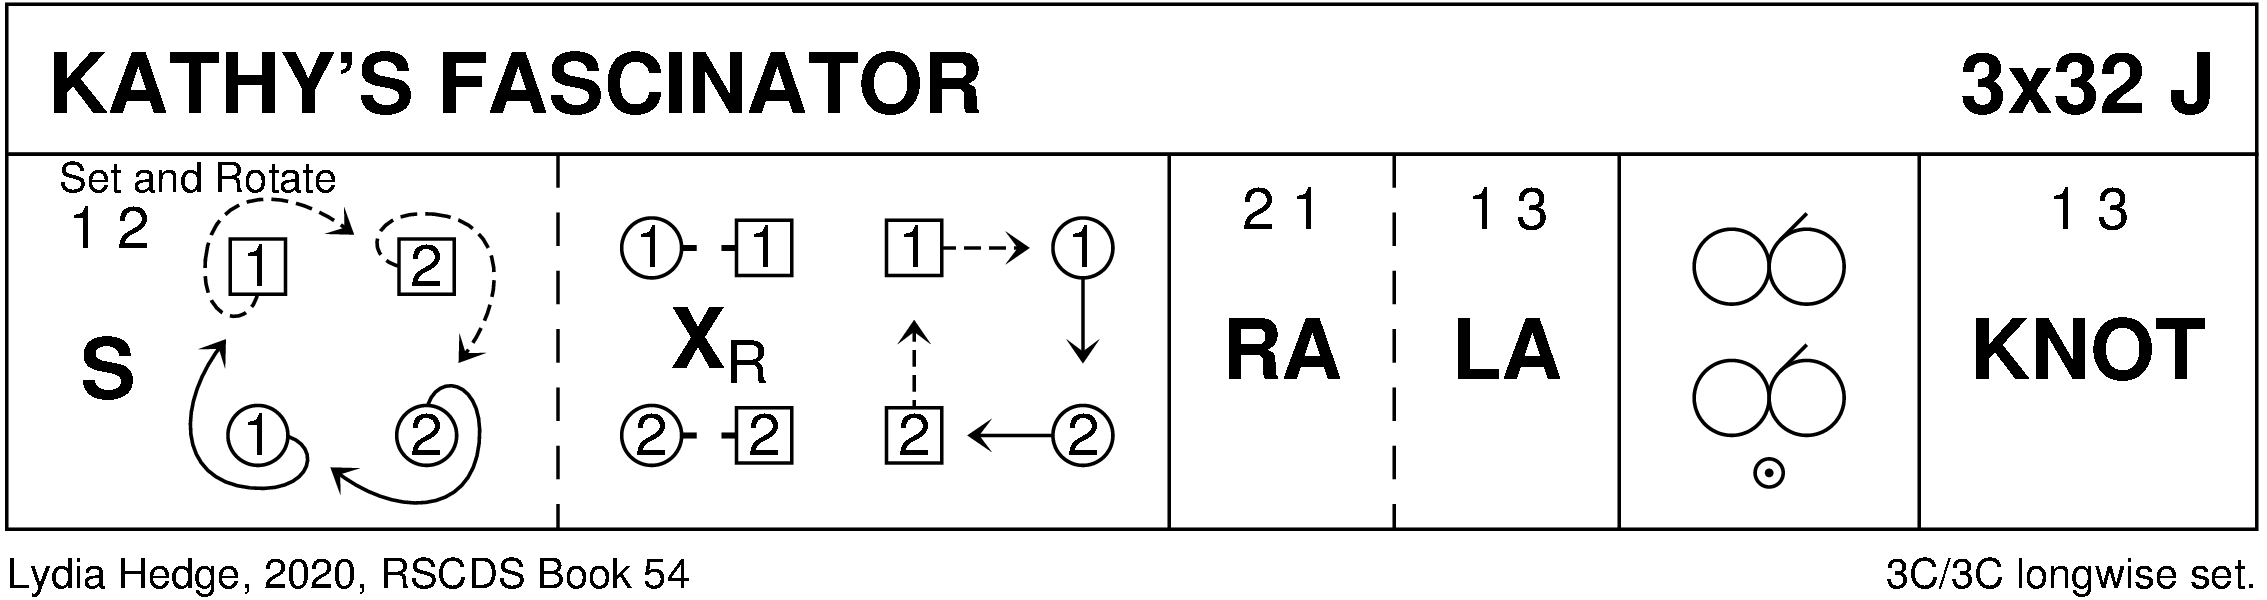 KATHY'S FASCINATOR 3x32 J
Set and Rotate
1 2
1 2
S
1 2
1 1
X R
2 2
1 1
2 2
2 1
RA
1 3
LA
1 3
KNOT
Lydia Hedge, 2020, RSCDS Book 54
3C/3C longwise set.